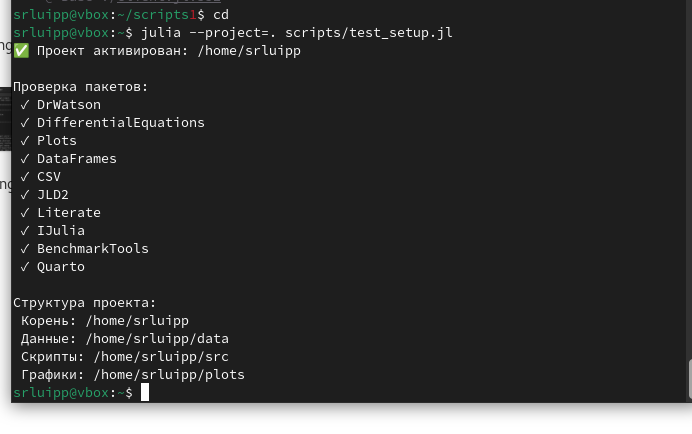 srluipp@vbox:~/scripts1$ cd
srluipp@vbox:~$ julia --project=. scripts/test_setup.jl
✅ Проект активирован: /home/srluipp
Проверка пакетов:
✓ DrWatson
✓ DifferentialEquations
✓ Plots
✓ DataFrames
✓ CSV
✓ JLD2
✓ Literate
✓ IJulia
✓ BenchmarkTools
✓ Quarto
Структура проекта:
Корень: /home/srluipp
Данные: /home/srluipp/data
Скрипты: /home/srluipp/src
Графики: /home/srluipp/plots
srluipp@vbox:~$